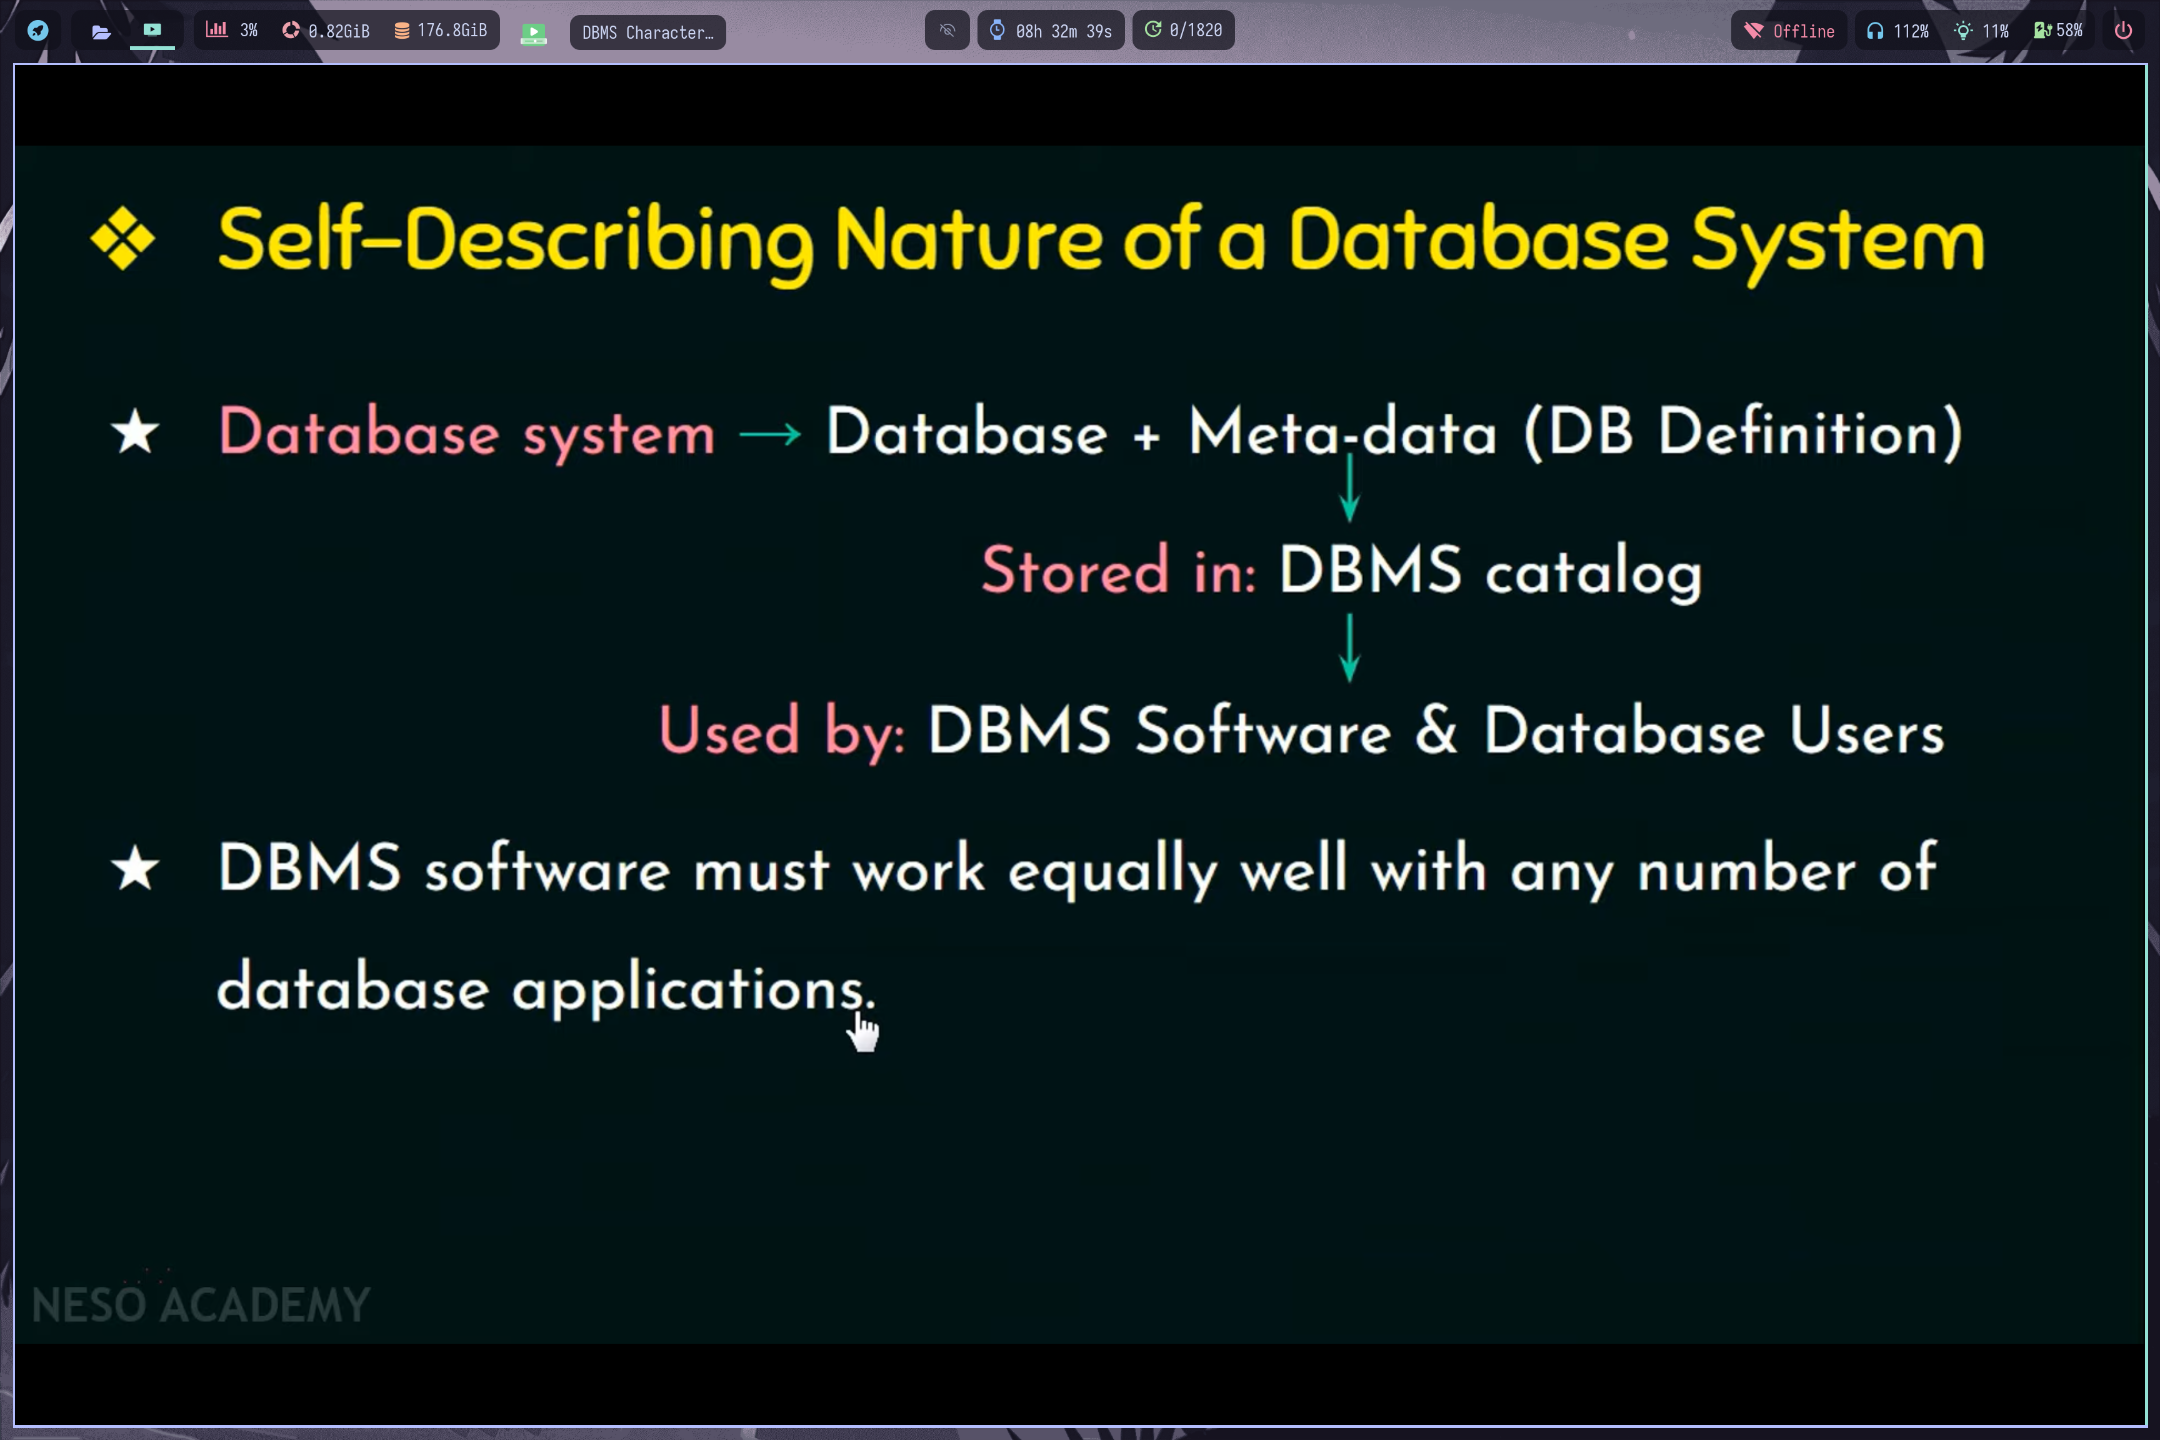 3% 0.82GiB 176.8GiB DBMS Character… 08h 32m 39s 0/1820 Offline 112% 11% 58%
Self-Describing Nature of a Database System
Database system → Database + Meta-data (DB Definition)
Stored in: DBMS catalog
Used by: DBMS Software & Database Users
DBMS software must work equally well with any number of
database applications.
NESO ACADEMY